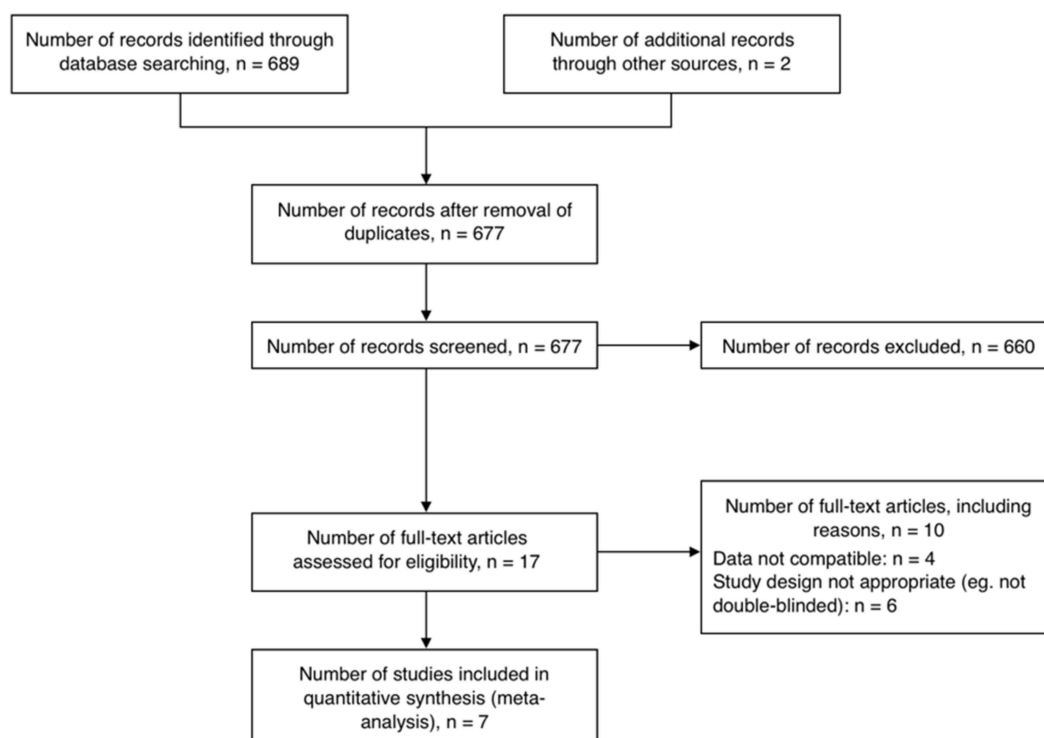 Number of records identified through
database searching, n = 689
Number of additional records
through other sources, n = 2
Number of records after removal of
duplicates, n = 677
Number of records screened, n = 677
Number of records excluded, n = 660
Number of full-text articles
assessed for eligibility, n = 17
Number of full-text articles, including
reasons, n = 10
Data not compatible: n = 4
Study design not appropriate (eg. not
double-blinded): n = 6
Number of studies included in
quantitative synthesis (meta-
analysis), n = 7